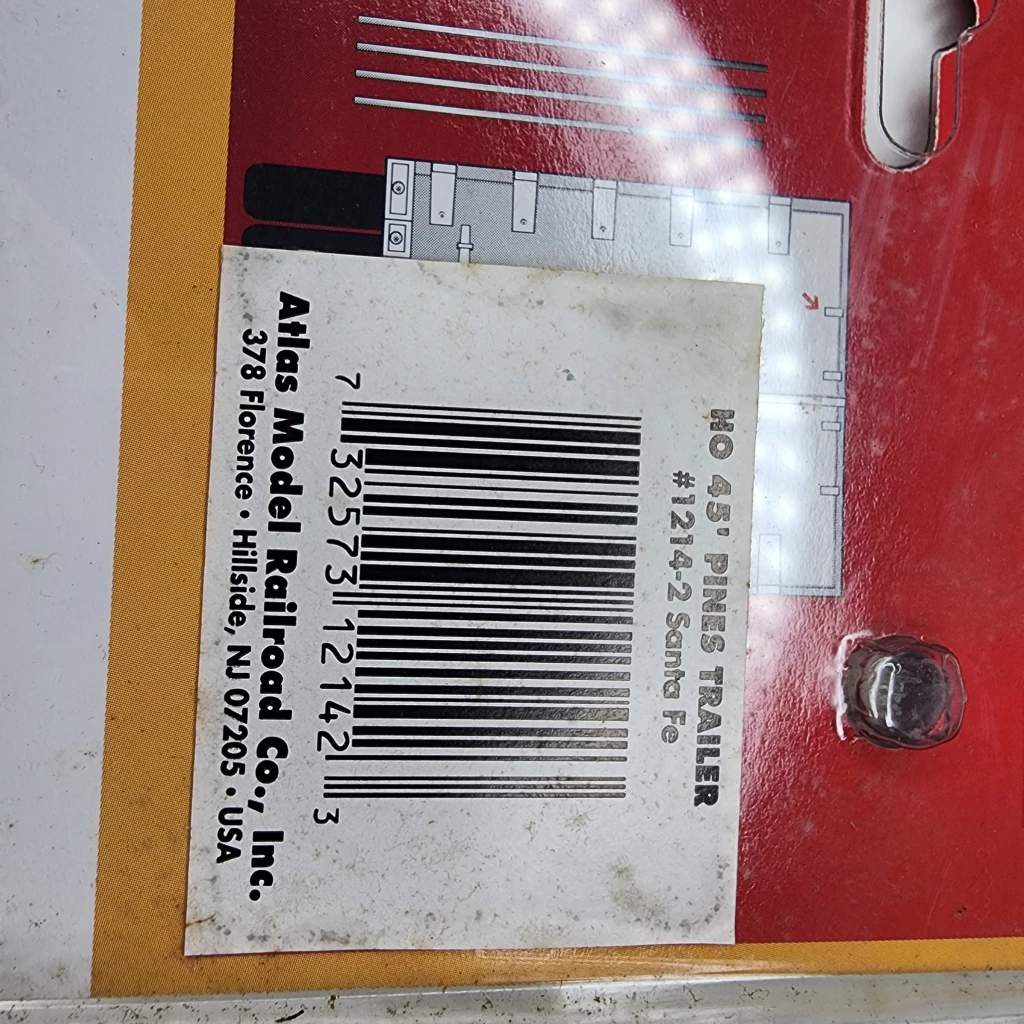 HO 45' PINES TRAILER
#1214-2 Santa Fe
7 32573 12142 3
Atlas Model Railroad Co., Inc.
378 Florence • Hillside, NJ 07205 • USA